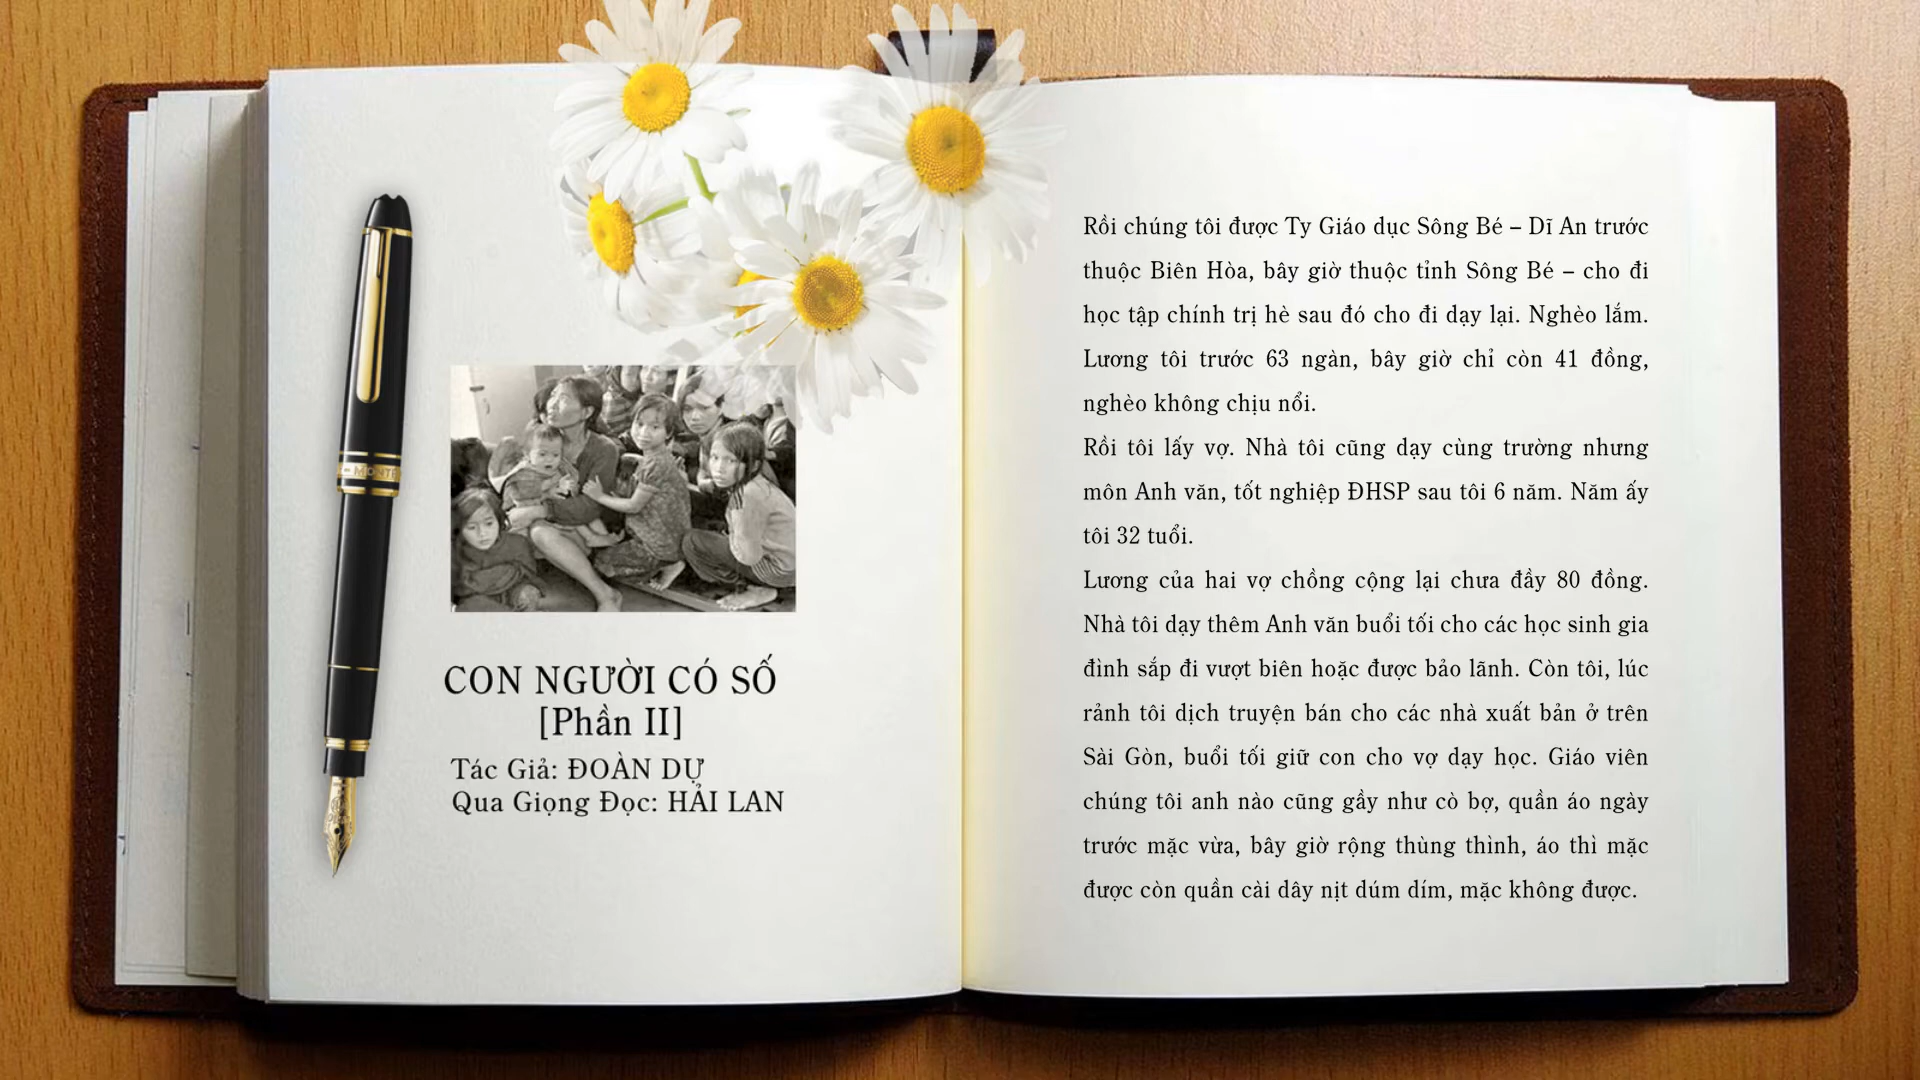 CON NGƯỜI CÓ SỐ
[Phần II]
Tác Giả: ĐOÀN DỰ
Qua Giọng Đọc: HẢI LAN
Rồi chúng tôi được Ty Giáo dục Sông Bé – Dĩ An trước
thuộc Biên Hòa, bây giờ thuộc tỉnh Sông Bé – cho đi
học tập chính trị hè sau đó cho đi dạy lại. Nghèo lắm.
Lương tôi trước 63 ngàn, bây giờ chỉ còn 41 đồng,
nghèo không chịu nổi.
Rồi tôi lấy vợ. Nhà tôi cũng dạy cùng trường nhưng
môn Anh văn, tốt nghiệp ĐHSP sau tôi 6 năm. Năm ấy
tôi 32 tuổi.
Lương của hai vợ chồng cộng lại chưa đầy 80 đồng.
Nhà tôi dạy thêm Anh văn buổi tối cho các học sinh gia
đình sắp đi vượt biên hoặc được bảo lãnh. Còn tôi, lúc
rảnh tôi dịch truyện bán cho các nhà xuất bản ở trên
Sài Gòn, buổi tối giữ con cho vợ dạy học. Giáo viên
chúng tôi anh nào cũng gầy như cò bợ, quần áo ngày
trước mặc vừa, bây giờ rộng thùng thình, áo thì mặc
được còn quần cài dây nịt dúm dím, mặc không được.